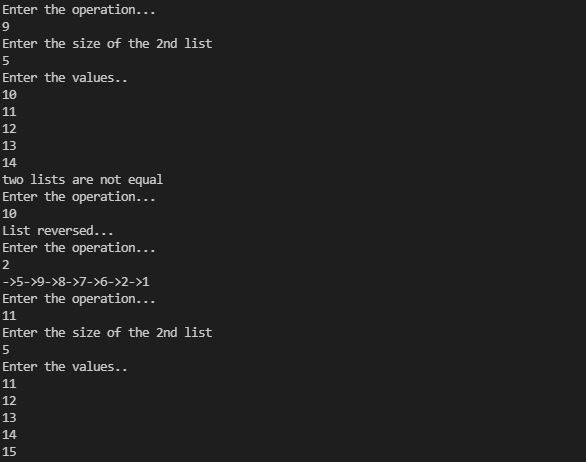 Enter the operation...
9
Enter the size of the 2nd list
5
Enter the values..
10
11
12
13
14
two lists are not equal
Enter the operation...
10
List reversed...
Enter the operation...
2
->5->9->8->7->6->2->1
Enter the operation...
11
Enter the size of the 2nd list
5
Enter the values..
11
12
13
14
15